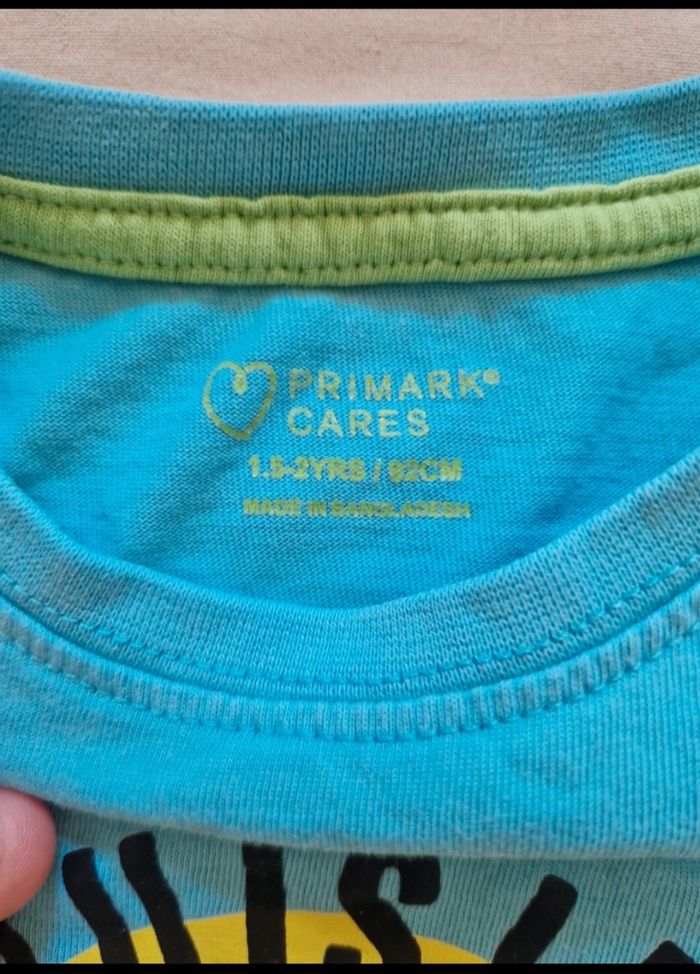 PRIMARK®
CARES
1.5-2YRS / 92CM
MADE IN BANGLADESH